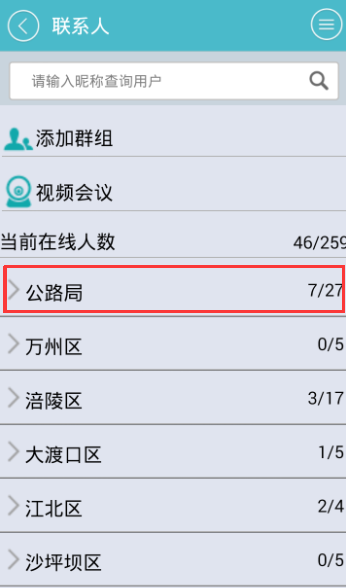 联系人
请输入昵称查询用户
添加群组
视频会议
当前在线人数 46/259
公路局 7/27
万州区 0/5
涪陵区 3/17
大渡口区 1/5
江北区 2/4
沙坪坝区 0/5